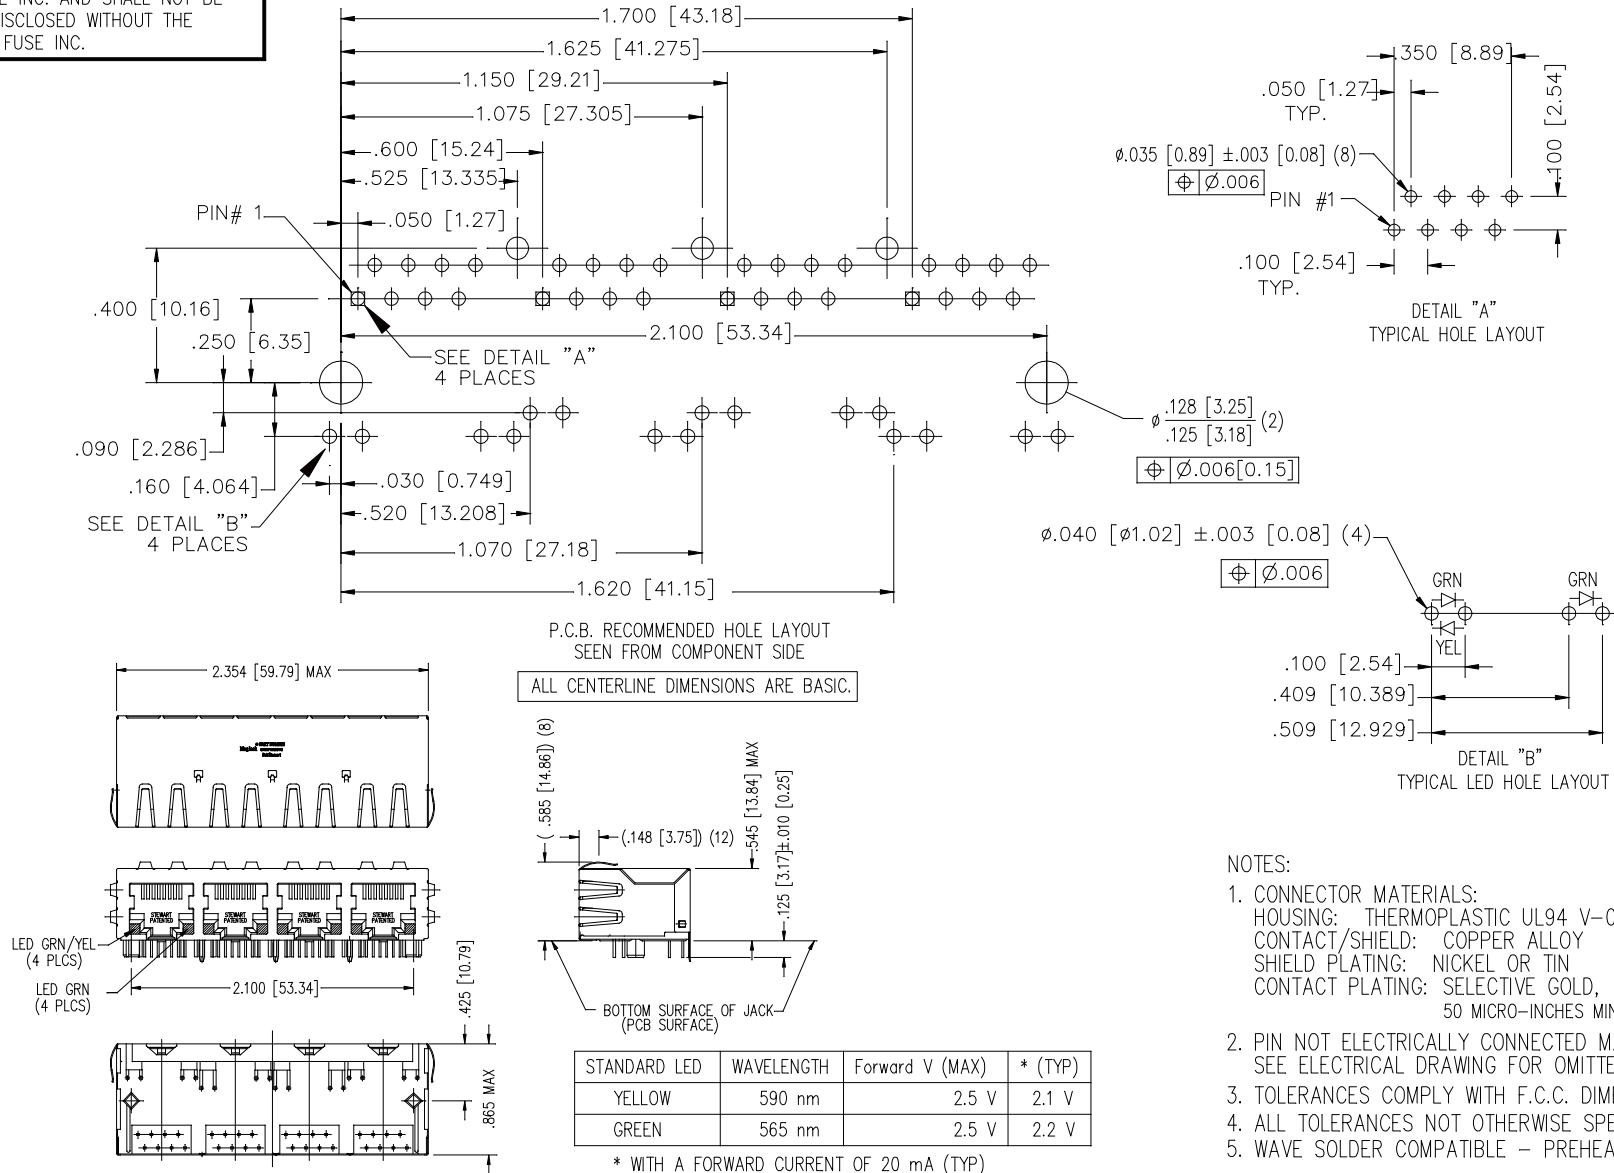 E INC. AND SHALL NOT BE
ISCLOSED WITHOUT THE
FUSE INC.
1.700 [43.18]
1.625 [41.275]
1.150 [29.21]
1.075 [27.305]
.600 [15.24]
.525 [13.335]
PIN# 1
.050 [1.27]
.400 [10.16]
.250 [6.35]
2.100 [53.34]
SEE DETAIL "A"
4 PLACES
.090 [2.286]
.160 [4.064]
.030 [0.749]
.520 [13.208]
SEE DETAIL "B"
4 PLACES
1.070 [27.18]
1.620 [41.15]
ø .128 [3.25]
.125 [3.18] (2)
⌖ Ø.006[0.15]
P.C.B. RECOMMENDED HOLE LAYOUT
SEEN FROM COMPONENT SIDE
ALL CENTERLINE DIMENSIONS ARE BASIC.
.350 [8.89]
.050 [1.27]
TYP.
.100 [2.54]
ø.035 [0.89] ±.003 [0.08] (8)
⌖ Ø.006
PIN #1
.100 [2.54]
TYP.
DETAIL "A"
TYPICAL HOLE LAYOUT
ø.040 [ø1.02] ±.003 [0.08] (4)
⌖ Ø.006
GRN
GRN
YEL
.100 [2.54]
.409 [10.389]
.509 [12.929]
DETAIL "B"
TYPICAL LED HOLE LAYOUT
2.354 [59.79] MAX
STEWART
PATENTED
STEWART
PATENTED
STEWART
PATENTED
STEWART
PATENTED
LED GRN/YEL
(4 PLCS)
LED GRN
(4 PLCS)
2.100 [53.34]
.425 [10.79]
.865 MAX
( .585 [14.86]) (8)
(.148 [3.75]) (12)
.545 [13.84] MAX
.125 [3.17]±.010 [0.25]
BOTTOM SURFACE OF JACK
(PCB SURFACE)
STANDARD LED WAVELENGTH Forward V (MAX) * (TYP)
YELLOW 590 nm 2.5 V 2.1 V
GREEN 565 nm 2.5 V 2.2 V
* WITH A FORWARD CURRENT OF 20 mA (TYP)
NOTES:
1. CONNECTOR MATERIALS:
HOUSING: THERMOPLASTIC UL94 V-0
CONTACT/SHIELD: COPPER ALLOY
SHIELD PLATING: NICKEL OR TIN
CONTACT PLATING: SELECTIVE GOLD,
50 MICRO-INCHES MIN
2. PIN NOT ELECTRICALLY CONNECTED MA
SEE ELECTRICAL DRAWING FOR OMITTE
3. TOLERANCES COMPLY WITH F.C.C. DIME
4. ALL TOLERANCES NOT OTHERWISE SPE
5. WAVE SOLDER COMPATIBLE – PREHEA